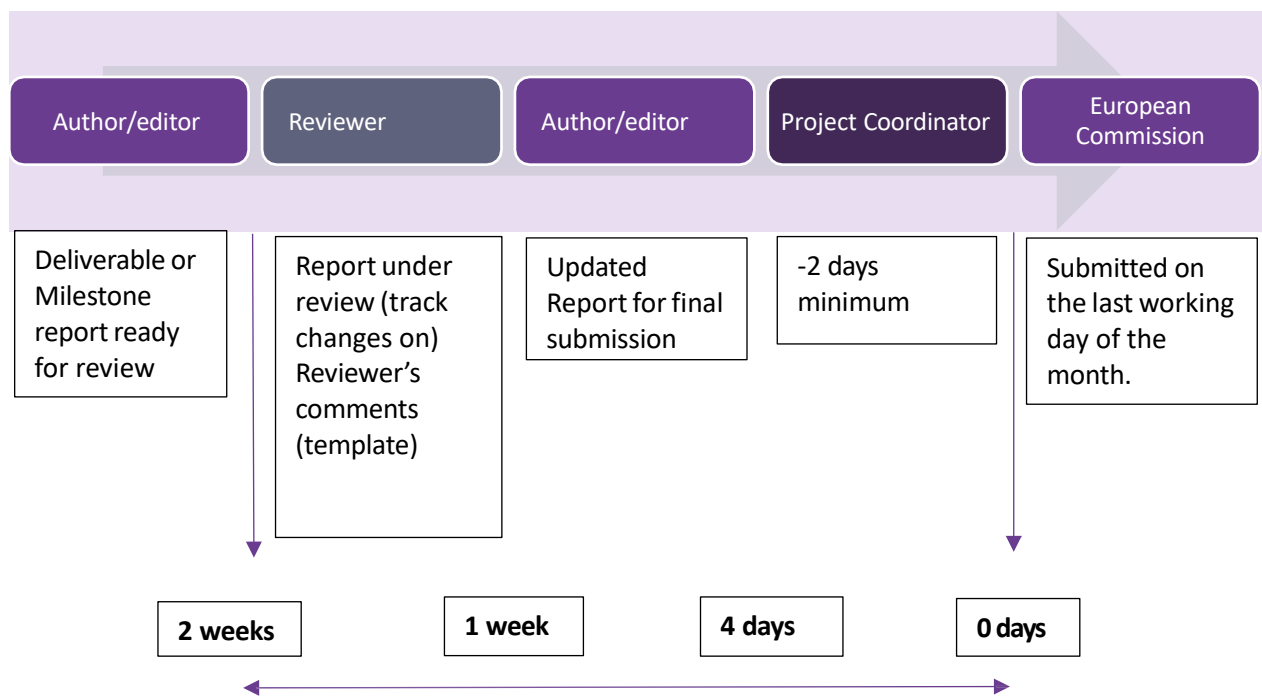 Author/editor
Reviewer
Author/editor
Project Coordinator
European
Commission
Deliverable or
Milestone
report ready
for review
Report under
review (track
changes on)
Reviewer’s
comments
(template)
Updated
Report for final
submission
-2 days
minimum
Submitted on
the last working
day of the
month.
2 weeks
1 week
4 days
0 days